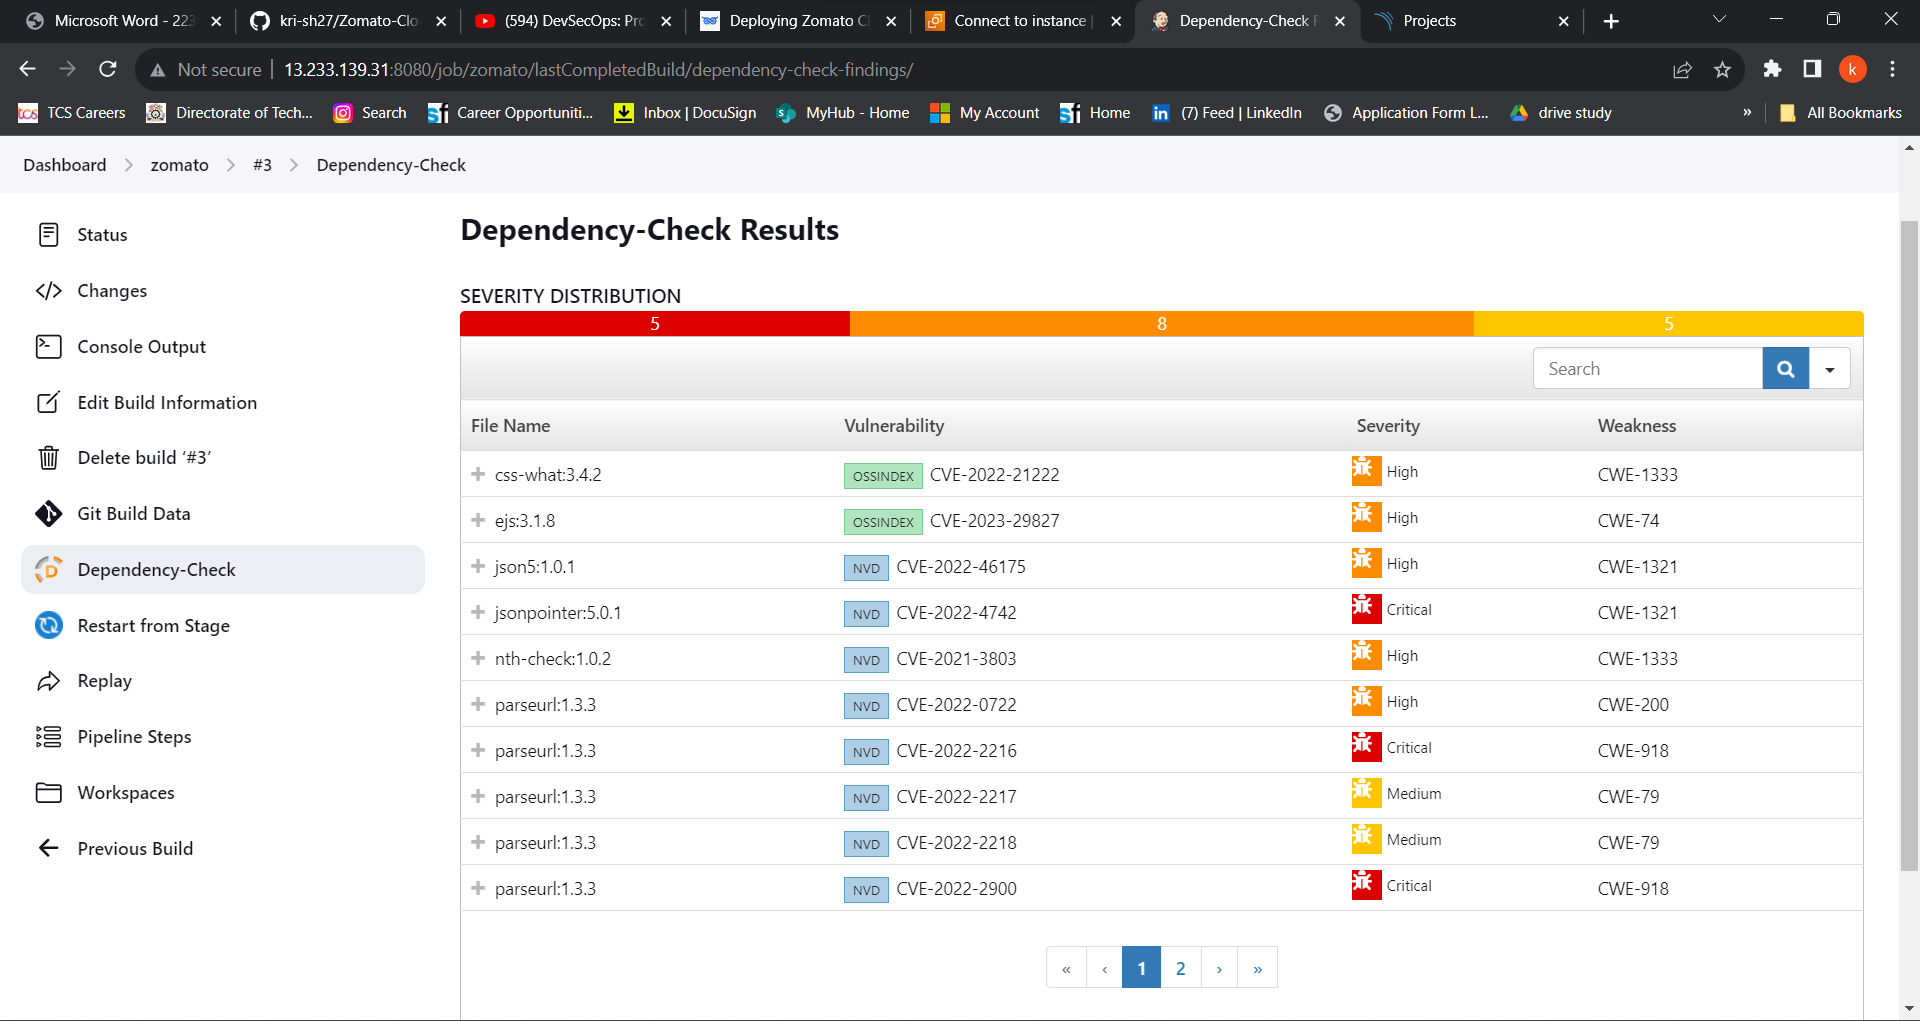 Microsoft Word - 223
kri-sh27/Zomato-Clo
(594) DevSecOps: Pro
Deploying Zomato Cl
Connect to instance
Dependency-Check R
Projects
Not secure
13.233.139.31:8080/job/zomato/lastCompletedBuild/dependency-check-findings/
k
tcs TCS Careers
Directorate of Tech...
Search
Career Opportuniti...
Inbox | DocuSign
MyHub - Home
My Account
Home
(7) Feed | LinkedIn
Application Form L...
drive study
»
All Bookmarks
Dashboard > zomato > #3 > Dependency-Check
Status
Changes
Console Output
Edit Build Information
Delete build ‘#3’
Git Build Data
Dependency-Check
Restart from Stage
Replay
Pipeline Steps
Workspaces
Previous Build
Dependency-Check Results
SEVERITY DISTRIBUTION
5 8 5
Search
File Name Vulnerability Severity Weakness
css-what:3.4.2 OSSINDEX CVE-2022-21222 High CWE-1333
ejs:3.1.8 OSSINDEX CVE-2023-29827 High CWE-74
json5:1.0.1 NVD CVE-2022-46175 High CWE-1321
jsonpointer:5.0.1 NVD CVE-2022-4742 Critical CWE-1321
nth-check:1.0.2 NVD CVE-2021-3803 High CWE-1333
parseurl:1.3.3 NVD CVE-2022-0722 High CWE-200
parseurl:1.3.3 NVD CVE-2022-2216 Critical CWE-918
parseurl:1.3.3 NVD CVE-2022-2217 Medium CWE-79
parseurl:1.3.3 NVD CVE-2022-2218 Medium CWE-79
parseurl:1.3.3 NVD CVE-2022-2900 Critical CWE-918
« ‹ 1 2 › »